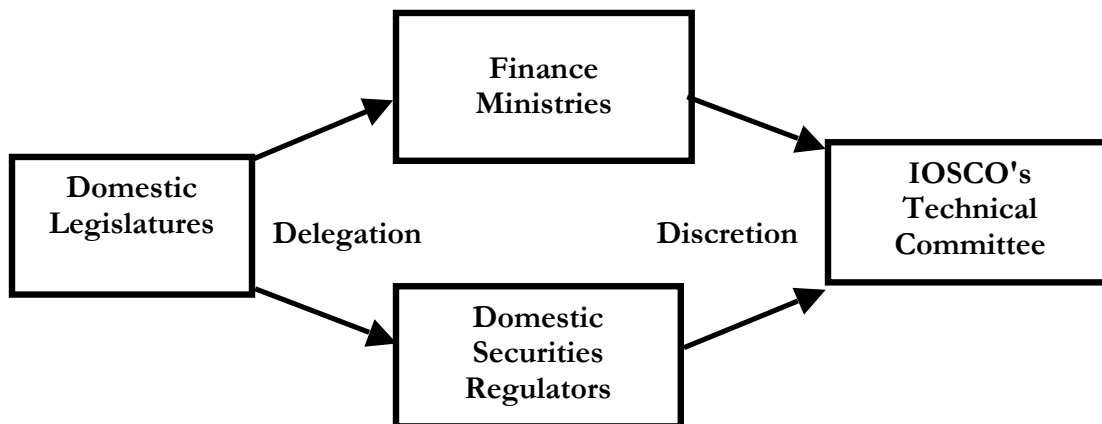 Finance
Ministries
Domestic
Legislatures
IOSCO's
Technical
Committee
Delegation
Discretion
Domestic
Securities
Regulators